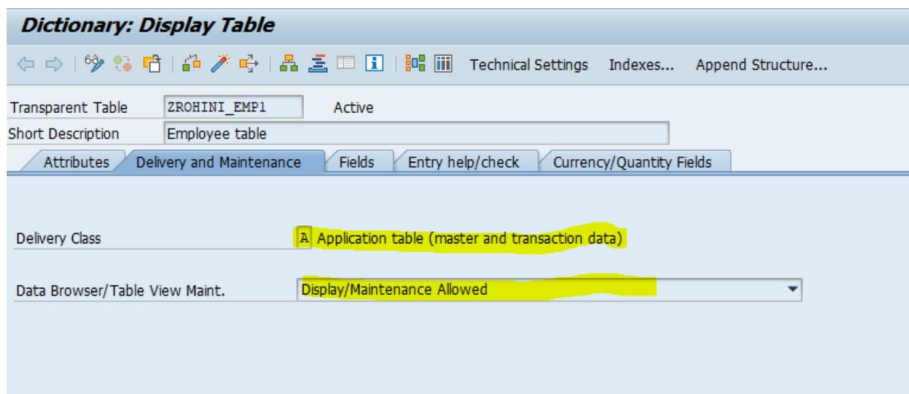 Dictionary: Display Table
Technical Settings Indexes... Append Structure...
Transparent Table ZROHINI_EMP1 Active
Short Description Employee table
Attributes Delivery and Maintenance Fields Entry help/check Currency/Quantity Fields
Delivery Class A Application table (master and transaction data)
Data Browser/Table View Maint. Display/Maintenance Allowed